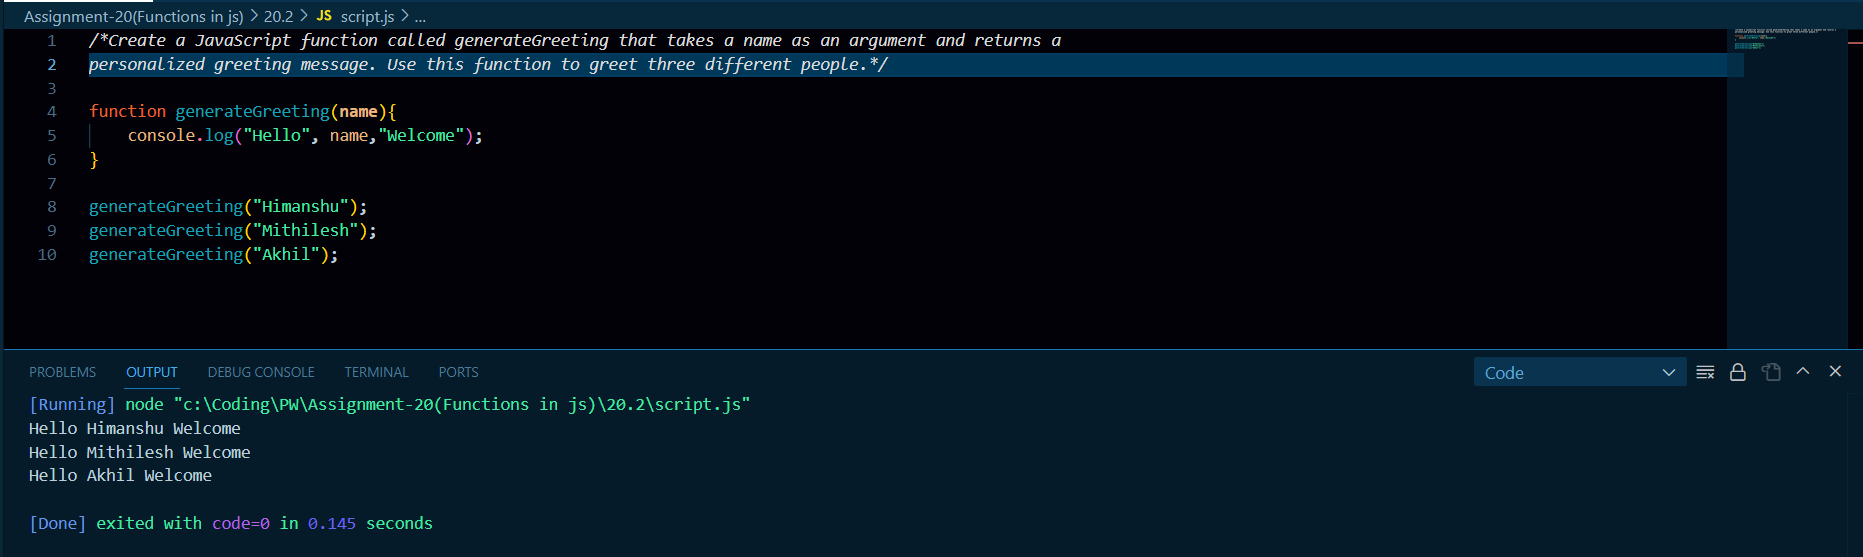 Assignment-20(Functions in js) > 20.2 > JS script.js > ...
1 /*Create a JavaScript function called generateGreeting that takes a name as an argument and returns a
2 personalized greeting message. Use this function to greet three different people.*/
3
4 function generateGreeting(name){
5 console.log("Hello", name,"Welcome");
6 }
7
8 generateGreeting("Himanshu");
9 generateGreeting("Mithilesh");
10 generateGreeting("Akhil");
PROBLEMS OUTPUT DEBUG CONSOLE TERMINAL PORTS Code
[Running] node "c:\Coding\PW\Assignment-20(Functions in js)\20.2\script.js"
Hello Himanshu Welcome
Hello Mithilesh Welcome
Hello Akhil Welcome
[Done] exited with code=0 in 0.145 seconds